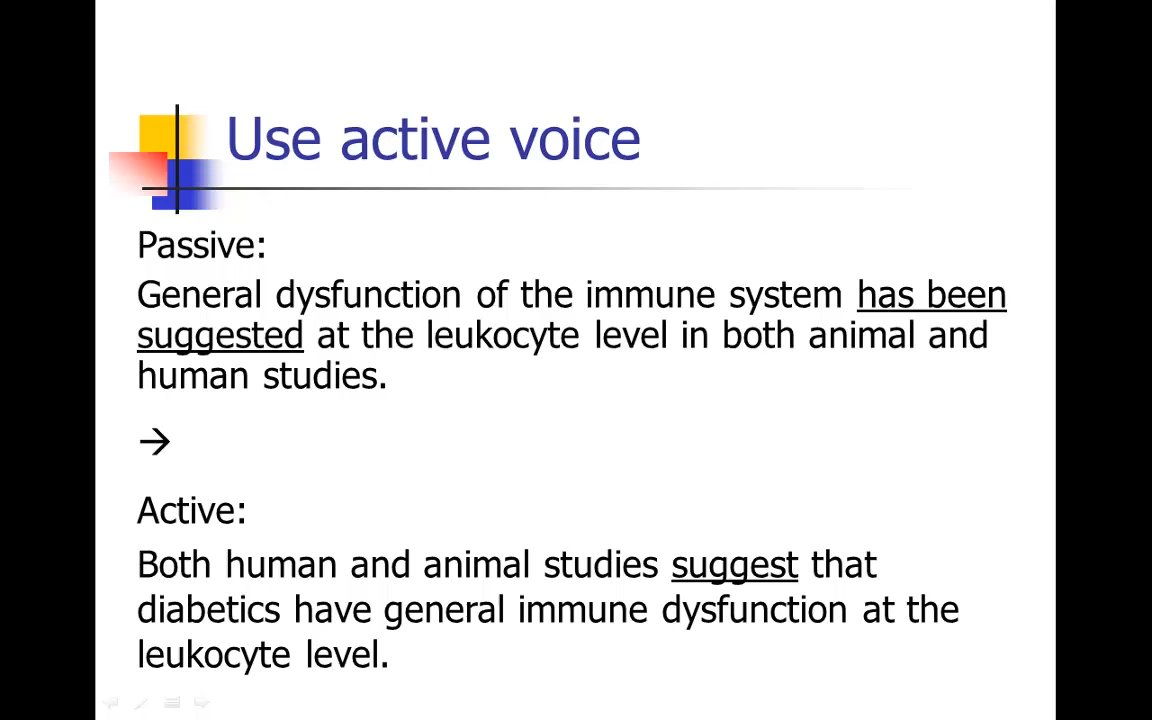 Use active voice
Passive:
General dysfunction of the immune system has been
suggested at the leukocyte level in both animal and
human studies.
→
Active:
Both human and animal studies suggest that
diabetics have general immune dysfunction at the
leukocyte level.